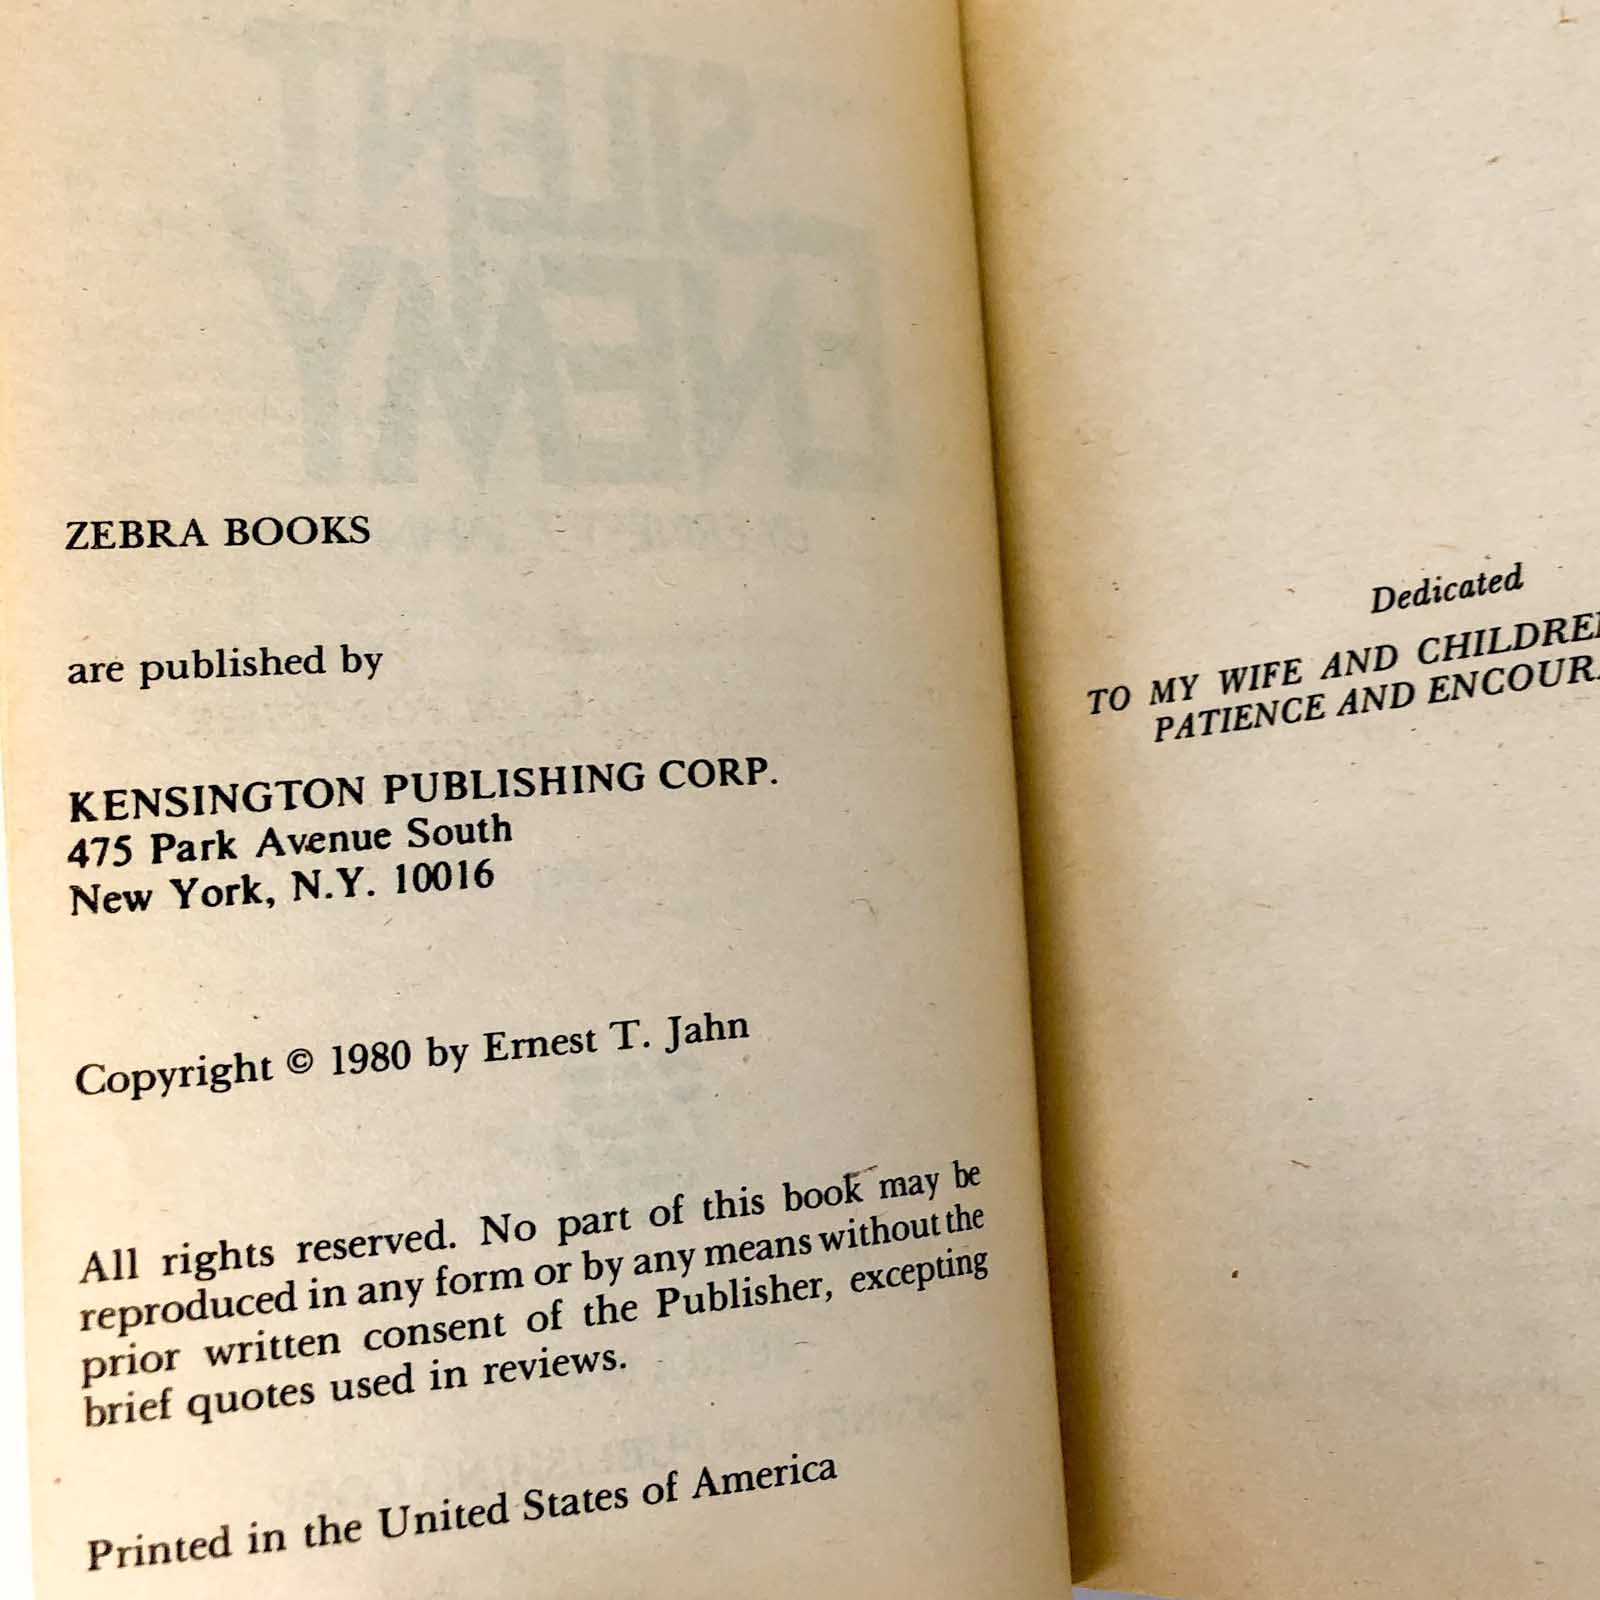 SILENT
ENEMY
ZEBRA BOOKS
are published by
KENSINGTON PUBLISHING CORP.
475 Park Avenue South
New York, N.Y. 10016
Copyright © 1980 by Ernest T. Jahn
All rights reserved. No part of this book may be
reproduced in any form or by any means without the
prior written consent of the Publisher, excepting
brief quotes used in reviews.
Printed in the United States of America
Dedicated
TO MY WIFE AND
PATIENCE AND